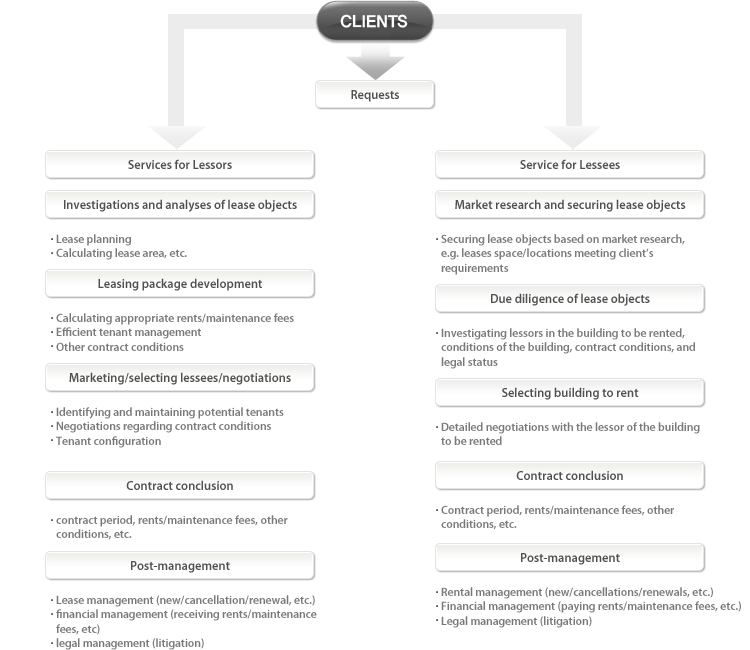 CLIENTS
Requests
Services for Lessors
Investigations and analyses of lease objects
· Lease planning
· Calculating lease area, etc.
Leasing package development
· Calculating appropriate rents/maintenance fees
· Efficient tenant management
· Other contract conditions
Marketing/selecting lessees/negotiations
· Identifying and maintaining potential tenants
· Negotiations regarding contract conditions
· Tenant configuration
Contract conclusion
· contract period, rents/maintenance fees, other
conditions, etc.
Post-management
· Lease management (new/cancellation/renewal, etc.)
· financial management (receiving rents/maintenance
fees, etc)
· legal management (litigation)
Service for Lessees
Market research and securing lease objects
· Securing lease objects based on market research,
e.g. leases space/locations meeting client's
requirements
Due diligence of lease objects
· Investigating lessors in the building to be rented,
conditions of the building, contract conditions, and
legal status
Selecting building to rent
· Detailed negotiations with the lessor of the building
to be rented
Contract conclusion
· Contract period, rents/maintenance fees, other
conditions, etc.
Post-management
· Rental management (new/cancellations/renewals, etc.)
· Financial management (paying rents/maintenance fees, etc.)
· Legal management (litigation)